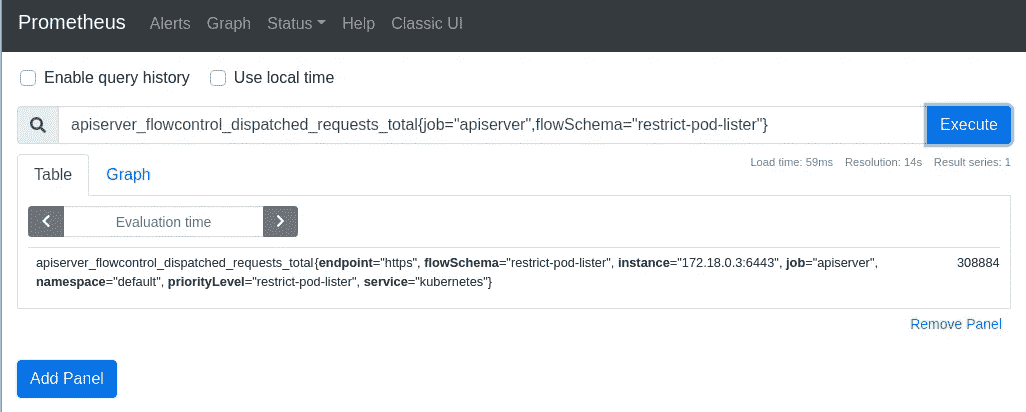 Prometheus Alerts Graph Status Help Classic UI
Enable query history Use local time
apiserver_flowcontrol_dispatched_requests_total{job="apiserver",flowSchema="restrict-pod-lister"} Execute
Load time: 59ms Resolution: 14s Result series: 1
Table Graph
Evaluation time
apiserver_flowcontrol_dispatched_requests_total{endpoint="https", flowSchema="restrict-pod-lister", instance="172.18.0.3:6443", job="apiserver", 308884
namespace="default", priorityLevel="restrict-pod-lister", service="kubernetes"}
Remove Panel
Add Panel